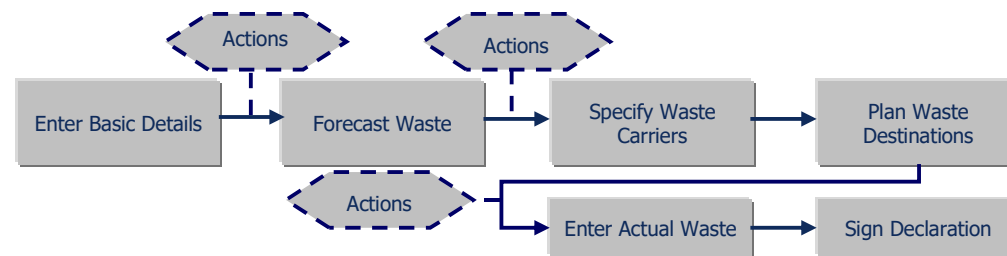 Actions
Actions
Enter Basic Details
Forecast Waste
Specify Waste
Carriers
Plan Waste
Destinations
Actions
Enter Actual Waste
Sign Declaration